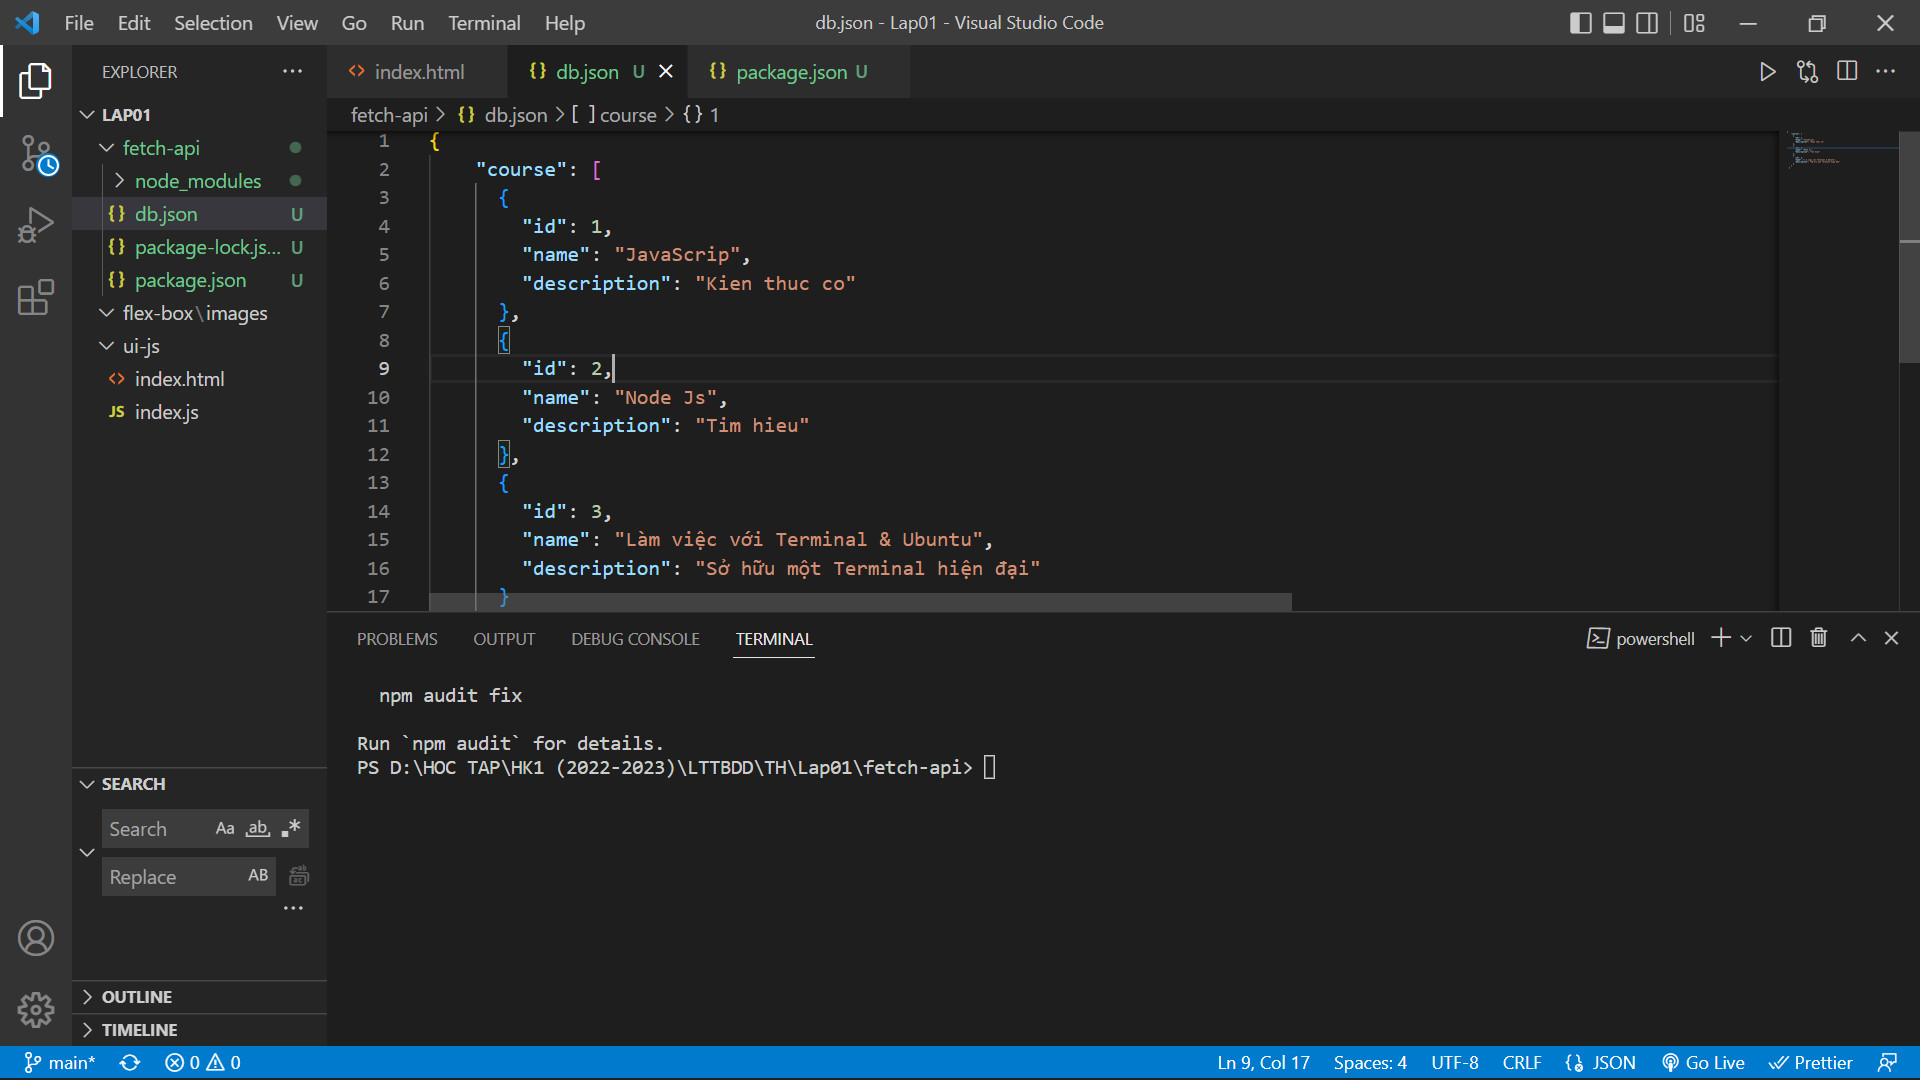 File Edit Selection View Go Run Terminal Help
db.json - Lap01 - Visual Studio Code
EXPLORER
index.html
db.json U
package.json U
LAP01
fetch-api
node_modules
db.json U
package-lock.js... U
package.json U
flex-box\images
ui-js
index.html
JS index.js
fetch-api > {} db.json > [ ] course > {} 1
1 {
2 "course": [
3 {
4 "id": 1,
5 "name": "JavaScrip",
6 "description": "Kien thuc co"
7 },
8 {
9 "id": 2,
10 "name": "Node Js",
11 "description": "Tim hieu"
12 },
13 {
14 "id": 3,
15 "name": "Làm việc với Terminal & Ubuntu",
16 "description": "Sở hữu một Terminal hiện đại"
17 }
PROBLEMS OUTPUT DEBUG CONSOLE TERMINAL
powershell
npm audit fix
Run `npm audit` for details.
PS D:\HOC TAP\HK1 (2022-2023)\LTTBDD\TH\Lap01\fetch-api>
SEARCH
Search Aa ab .*
Replace AB
OUTLINE
TIMELINE
main* 0 0
Ln 9, Col 17 Spaces: 4 UTF-8 CRLF {} JSON Go Live Prettier